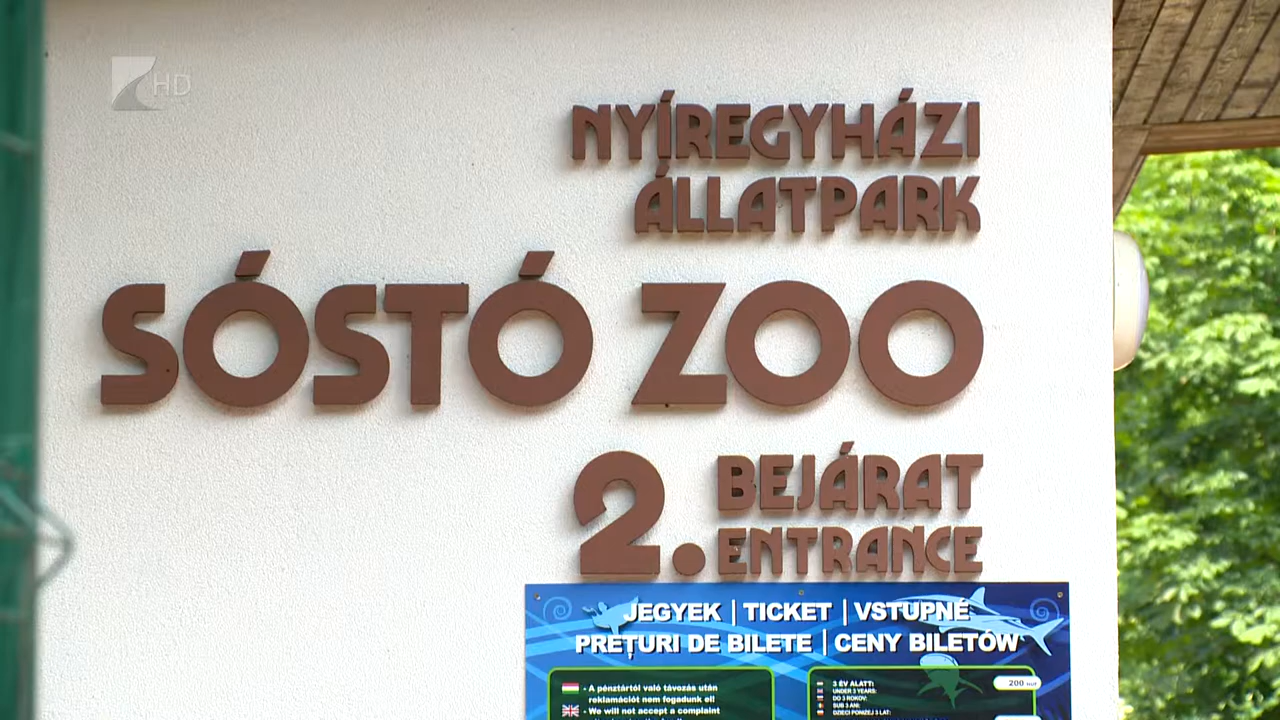 HD
NYÍREGYHÁZI
ÁLLATPARK
SÓSTÓ ZOO
2. BEJÁRAT
ENTRANCE
JEGYEK | TICKET | VSTUPNÉ
PREȚURI DE BILETE | CENY BILETÓW
- A pénztártól való távozás után
reklamációt nem fogadunk el!
- We will not accept a complaint
3 ÉV ALATT:
UNDER 3 YEARS:
DO 3 ROKOV:
SUB 3 ANI:
DZIECI PONIŻEJ 3 LAT:
200 HUF